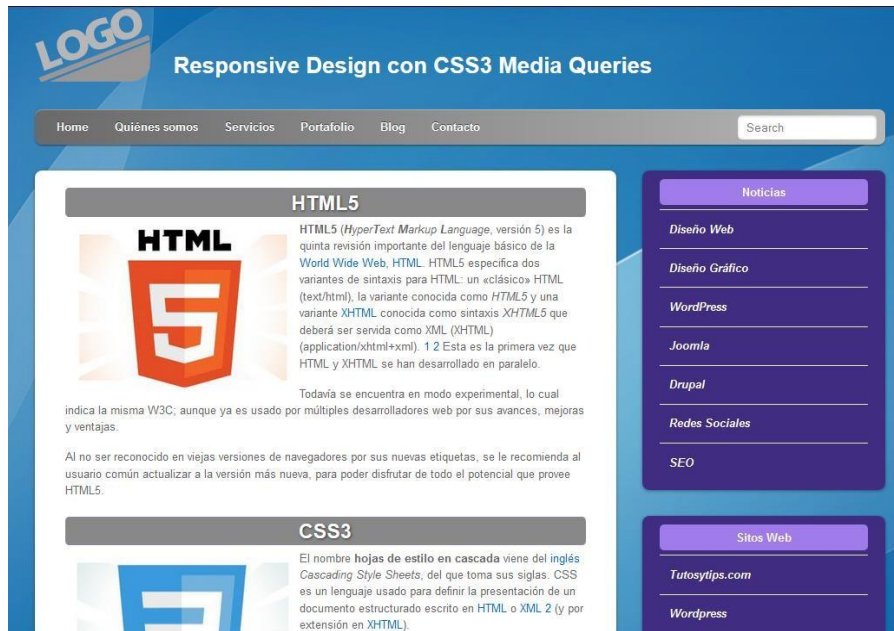 LOGO
Responsive Design con CSS3 Media Queries
Home Quiénes somos Servicios Portafolio Blog Contacto Search
HTML5
HTML
5
HTML5 (HyperText Markup Language, versión 5) es la
quinta revisión importante del lenguaje básico de la
World Wide Web, HTML. HTML5 especifica dos
variantes de sintaxis para HTML: un «clásico» HTML
(text/html), la variante conocida como HTML5 y una
variante XHTML conocida como sintaxis XHTML5 que
deberá ser servida como XML (XHTML)
(application/xhtml+xml). 1 2 Esta es la primera vez que
HTML y XHTML se han desarrollado en paralelo.
Todavía se encuentra en modo experimental, lo cual
indica la misma W3C; aunque ya es usado por múltiples desarrolladores web por sus avances, mejoras
y ventajas.
Al no ser reconocido en viejas versiones de navegadores por sus nuevas etiquetas, se le recomienda al
usuario común actualizar a la versión más nueva, para poder disfrutar de todo el potencial que provee
HTML5.
CSS3
El nombre hojas de estilo en cascada viene del inglés
Cascading Style Sheets, del que toma sus siglas. CSS
es un lenguaje usado para definir la presentación de un
documento estructurado escrito en HTML o XML 2 (y por
extensión en XHTML).
Noticias
Diseño Web
Diseño Gráfico
WordPress
Joomla
Drupal
Redes Sociales
SEO
Sitos Web
Tutosytips.com
Wordpress